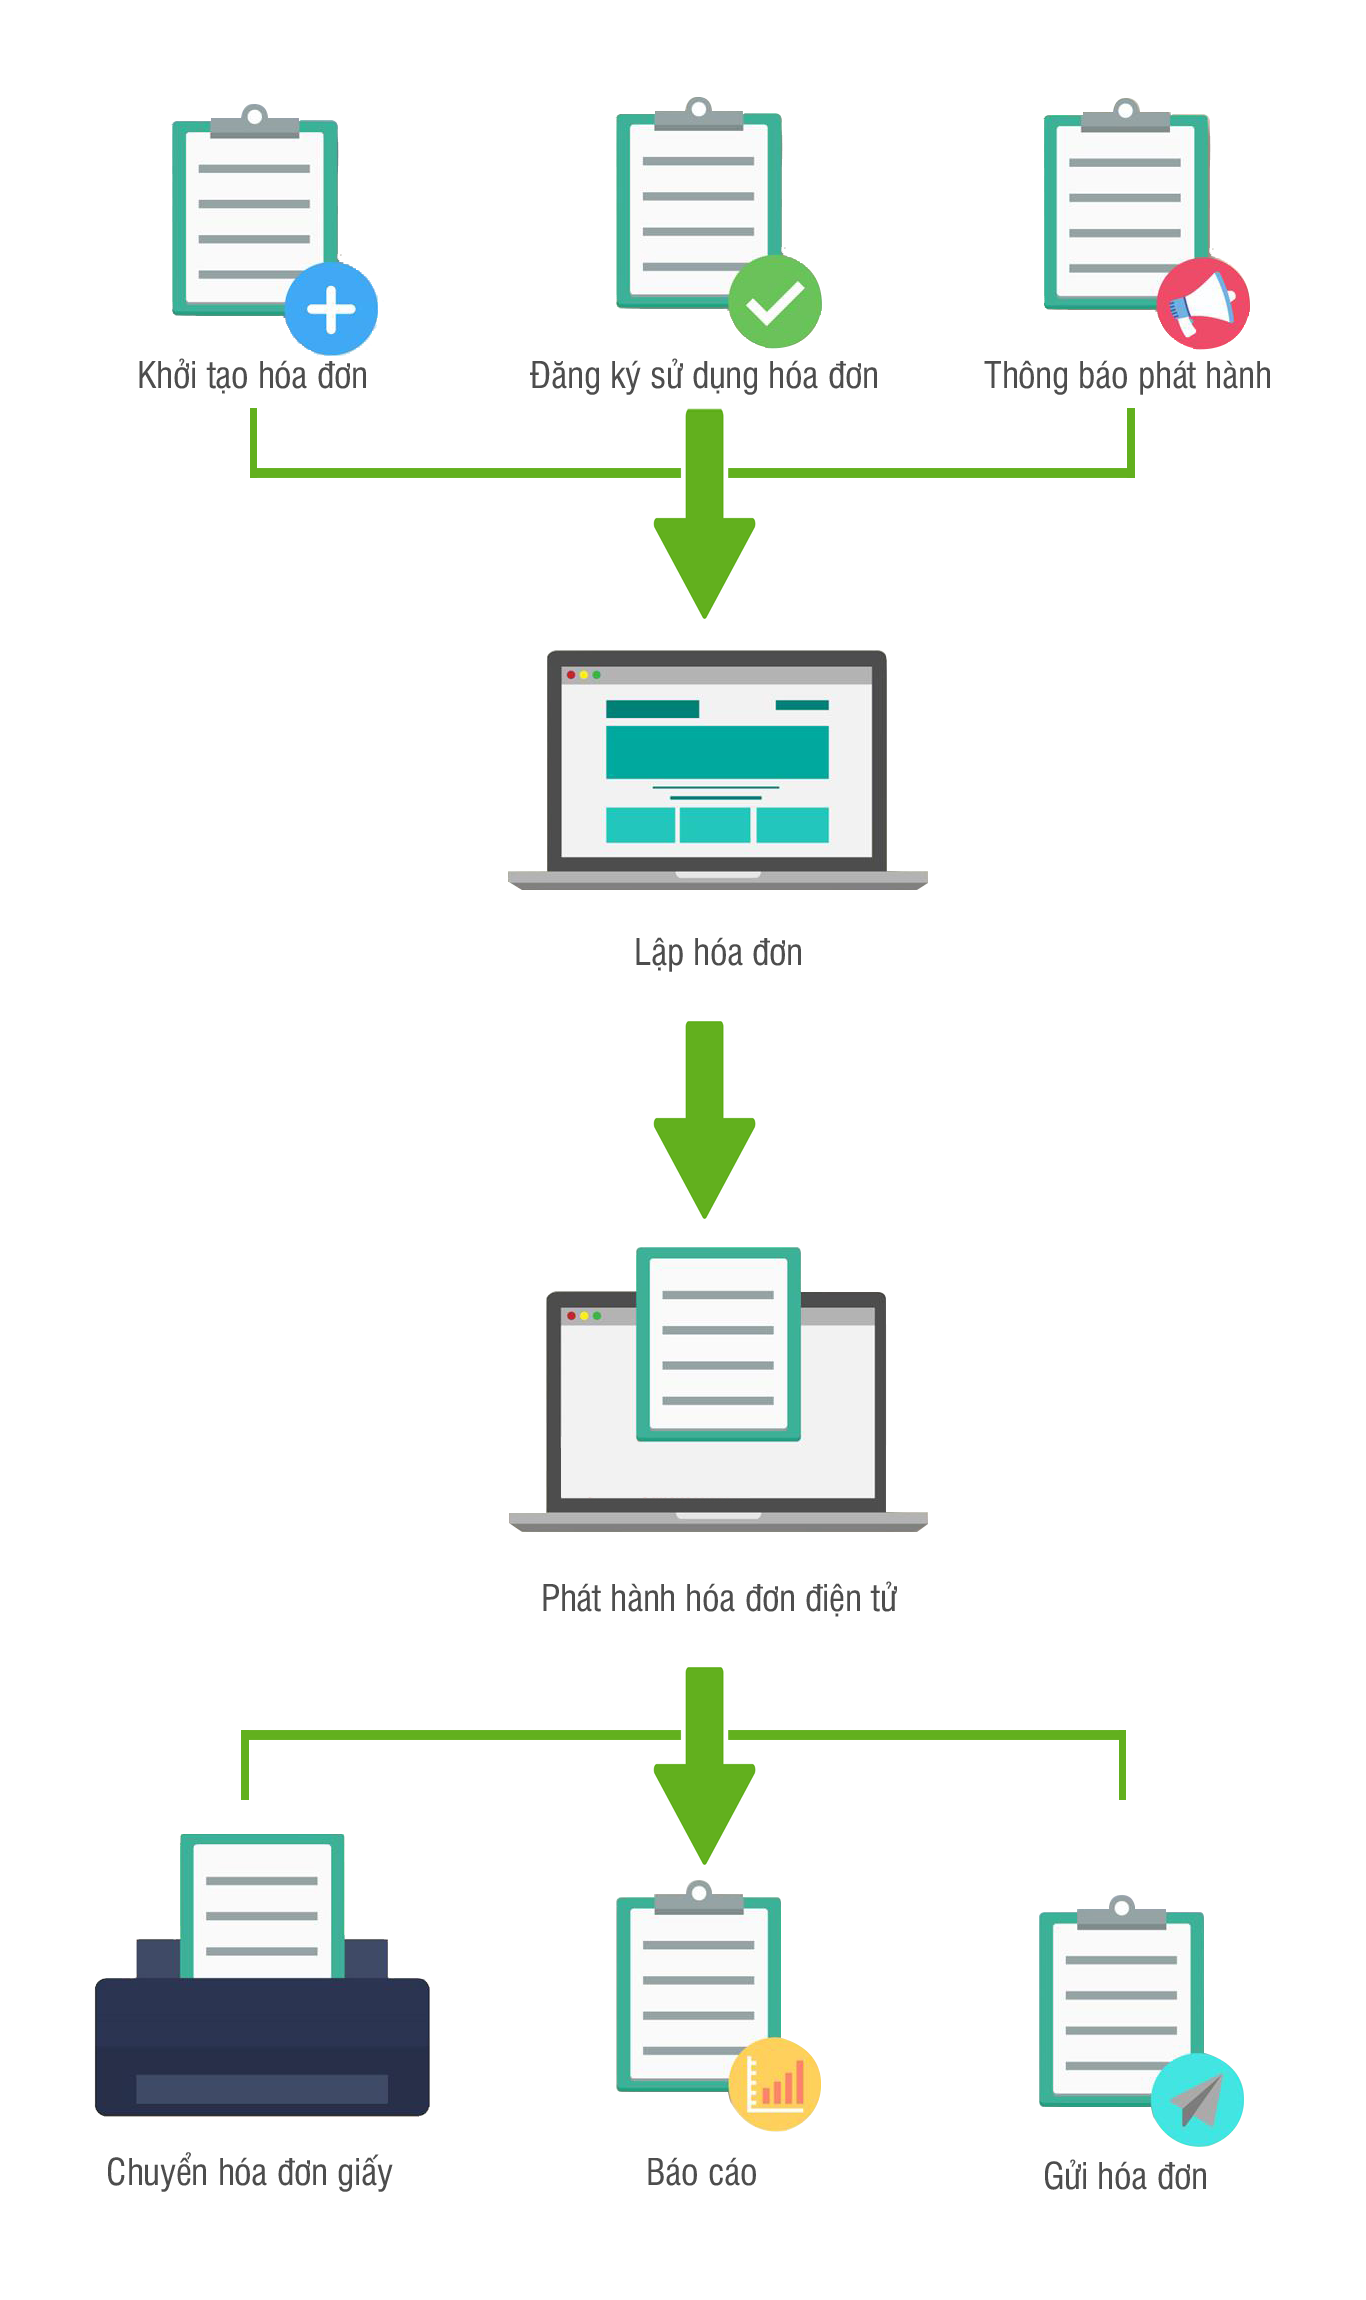 Khởi tạo hóa đơn
Đăng ký sử dụng hóa đơn
Thông báo phát hành
Lập hóa đơn
Phát hành hóa đơn điện tử
Chuyển hóa đơn giấy
Báo cáo
Gửi hóa đơn